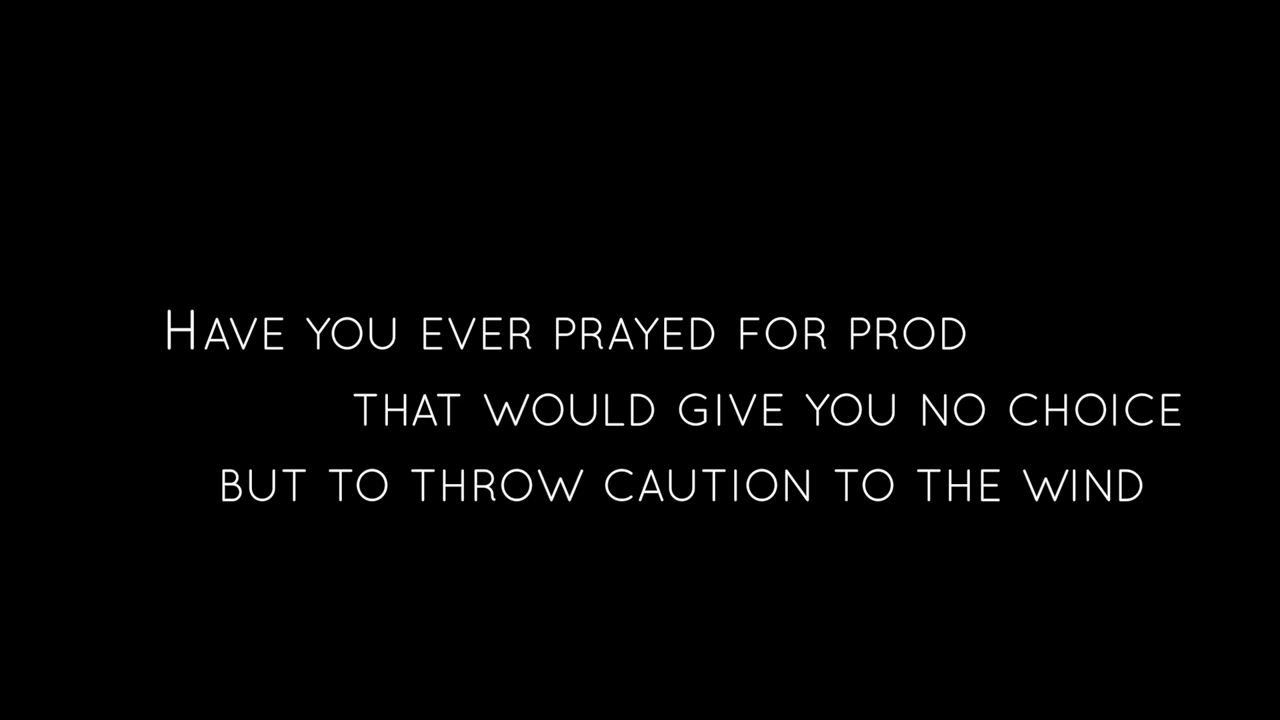 Have you ever prayed for prod
that would give you no choice
but to throw caution to the wind